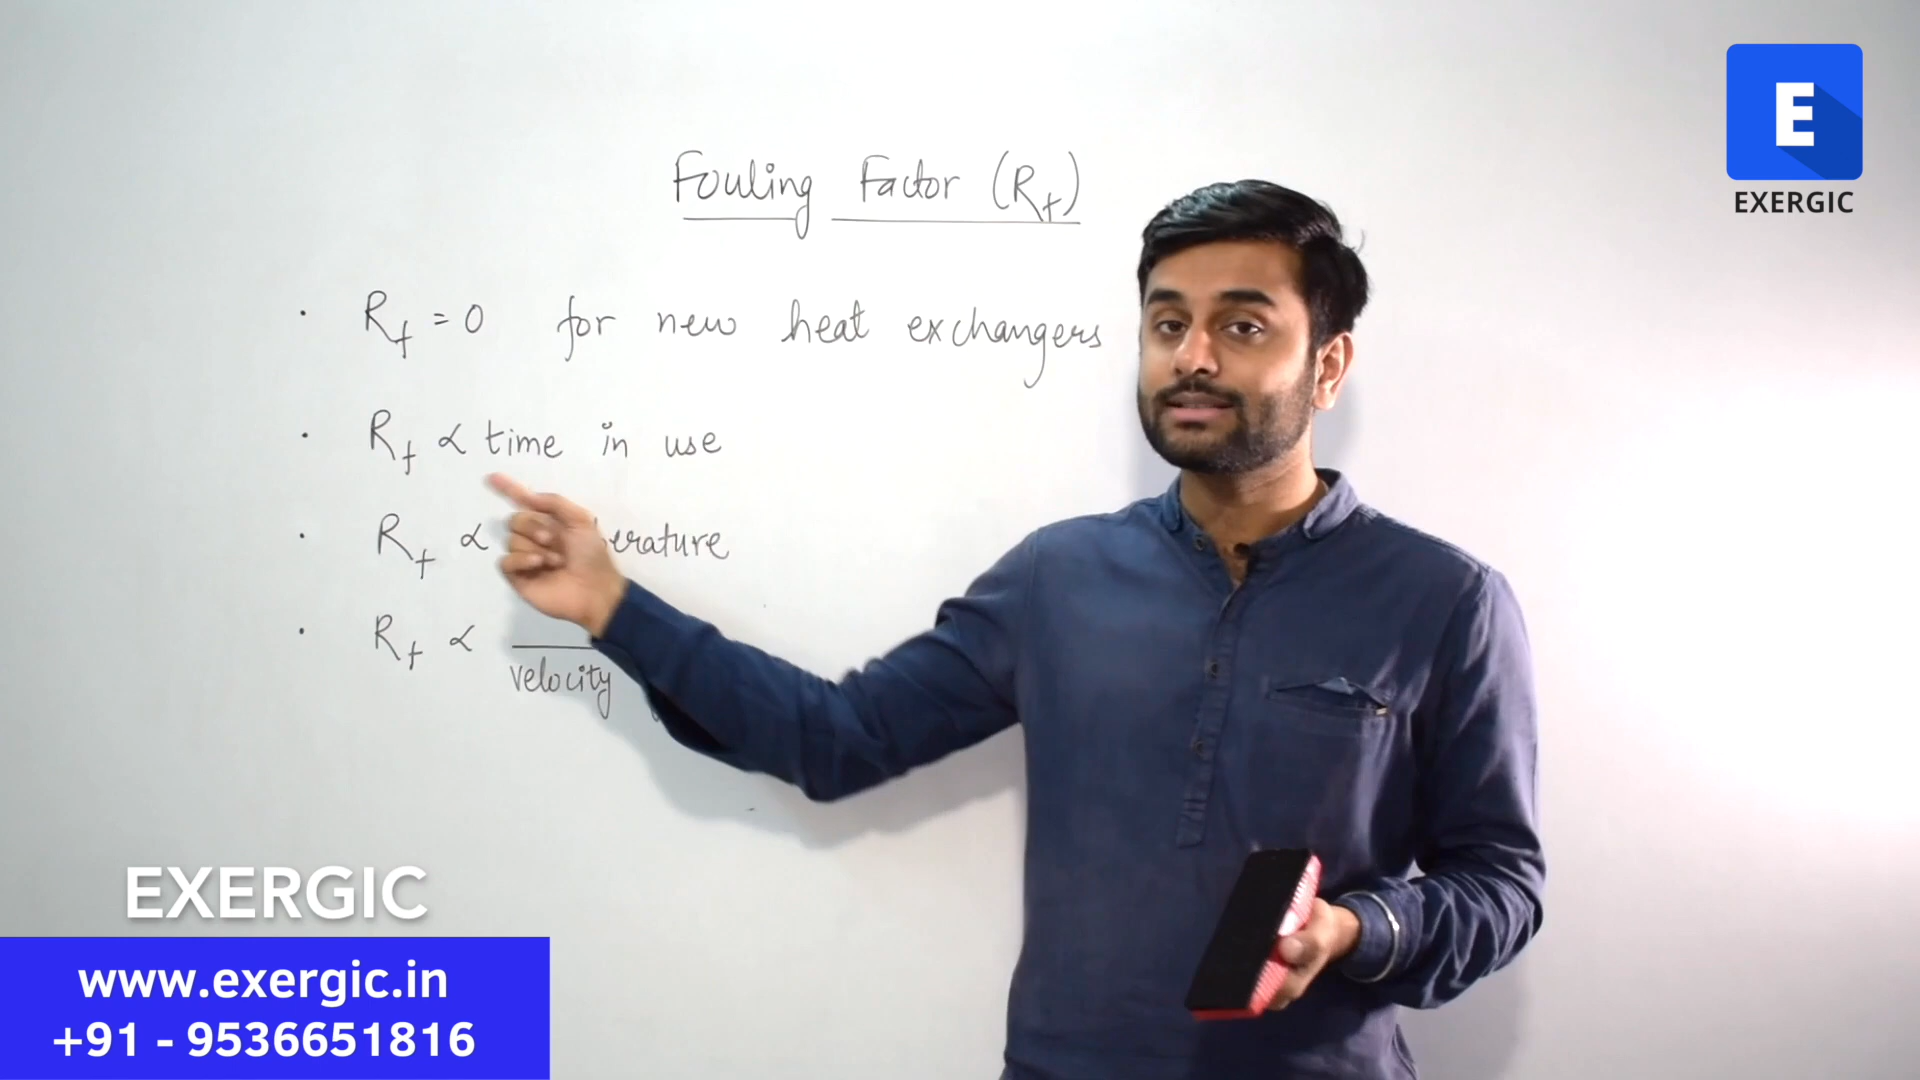 Fouling Factor (Rf)
• Rf = 0 for new heat exchangers
• Rf ∝ time in use
• Rf ∝ erature
• Rf ∝
velocity
E
EXERGIC
EXERGIC
www.exergic.in
+91 - 9536651816